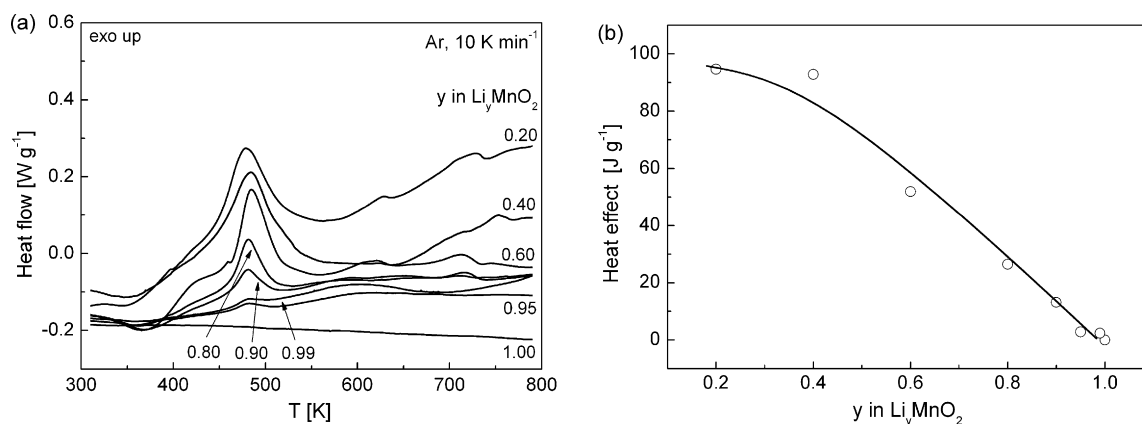 (a)
exo up
Ar, 10 K min⁻¹
y in LiᵧMnO₂
0.20
0.40
0.60
0.95
1.00
0.80
0.90
0.99
0.6
0.4
0.2
0.0
-0.2
Heat flow [W g⁻¹]
300 400 500 600 700 800
T [K]
(b)
100
80
60
40
20
0
Heat effect [J g⁻¹]
0.2 0.4 0.6 0.8 1.0
y in LiᵧMnO₂